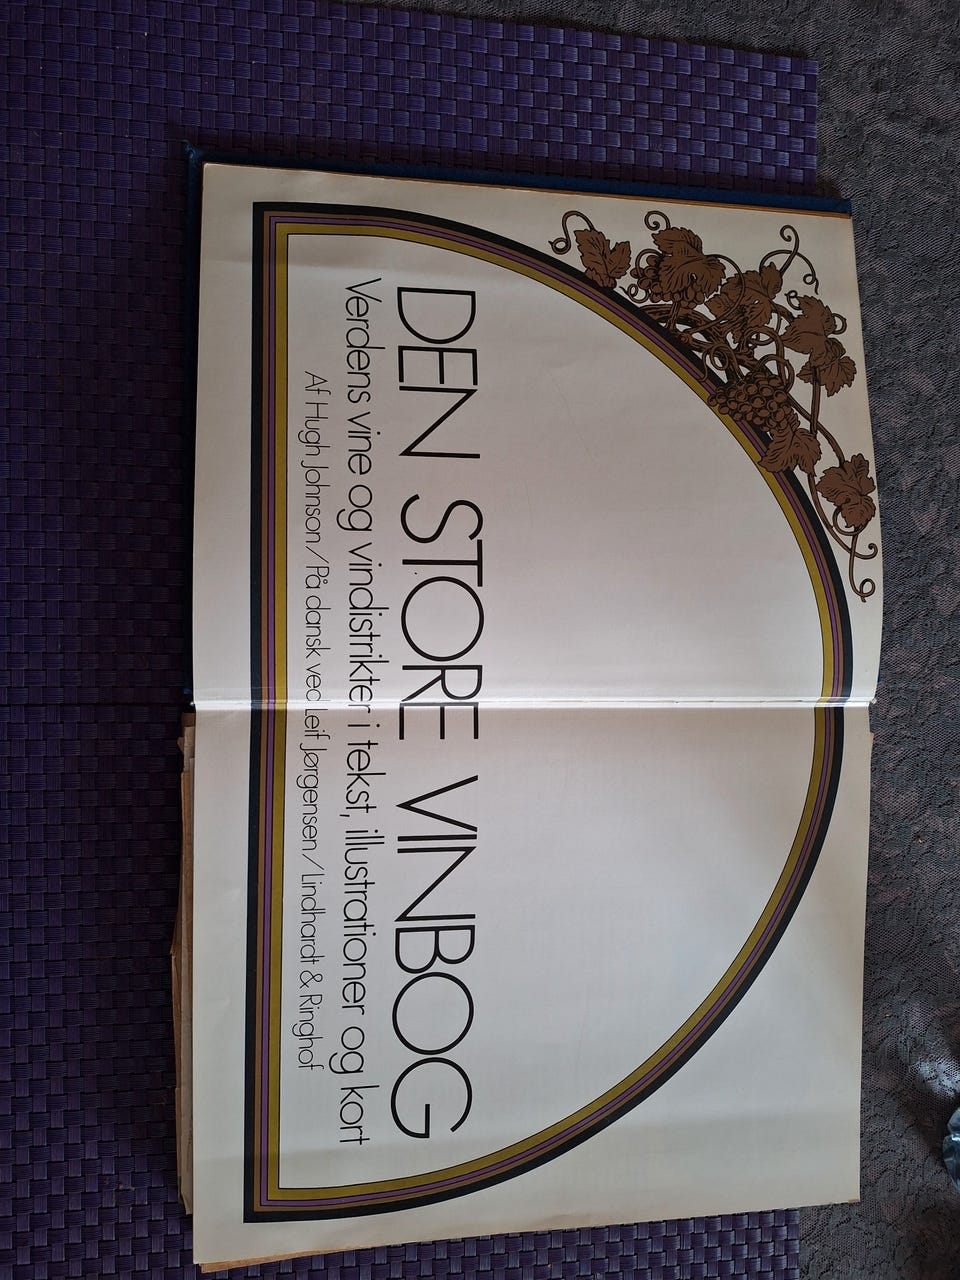 DEN STORE VINBOG
Verdens vine og vindistrikter i tekst, illustrationer og kort
Af Hugh Johnson/På dansk ved Leif Jørgensen/Lindhardt & Ringhof